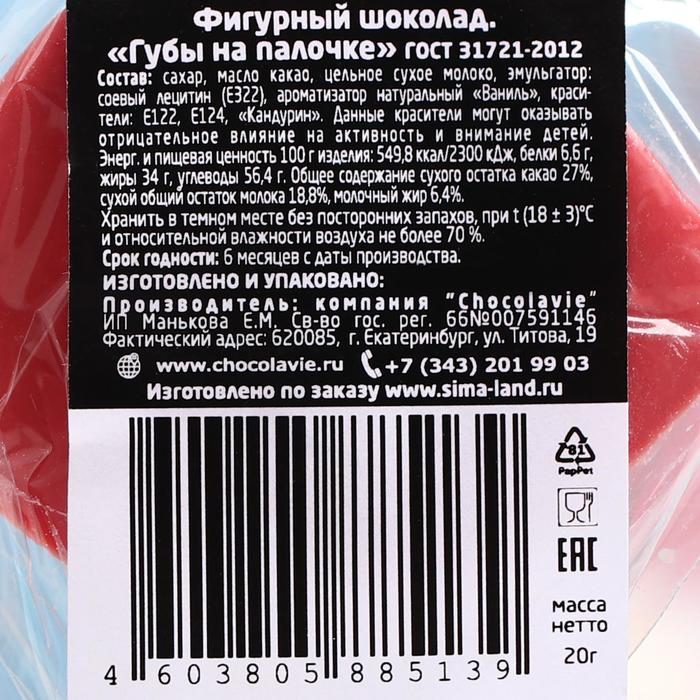 Фигурный шоколад.
«Губы на палочке» ГОСТ 31721-2012
Состав: сахар, масло какао, цельное сухое молоко, эмульгатор:
соевый лецитин (Е322), ароматизатор натуральный «Ваниль», краси-
тели: Е122, Е124, «Кандурин». Данные красители могут оказывать
отрицательное влияние на активность и внимание детей.
Энерг. и пищевая ценность 100 г изделия: 549,8 ккал/2300 кДж, белки 6,6 г,
жиры 34 г, углеводы 56,4 г. Общее содержание сухого остатка какао 27%,
сухой общий остаток молока 18,8%, молочный жир 6,4%.
Хранить в темном месте без посторонних запахов, при t (18 ± 3)°С
и относительной влажности воздуха не более 70 %.
Срок годности: 6 месяцев с даты производства.
ИЗГОТОВЛЕНО И УПАКОВАНО:
Производитель: компания "Chocolavie"
ИП Манькова Е.М. Св-во гос. рег. 66№007591146
Фактический адрес: 620085, г. Екатеринбург, ул. Титова, 19
www.chocolavie.ru +7 (343) 201 99 03
Изготовлено по заказу www.sima-land.ru
81
PapPet
EAC
масса
нетто
20г
4 603805 885139